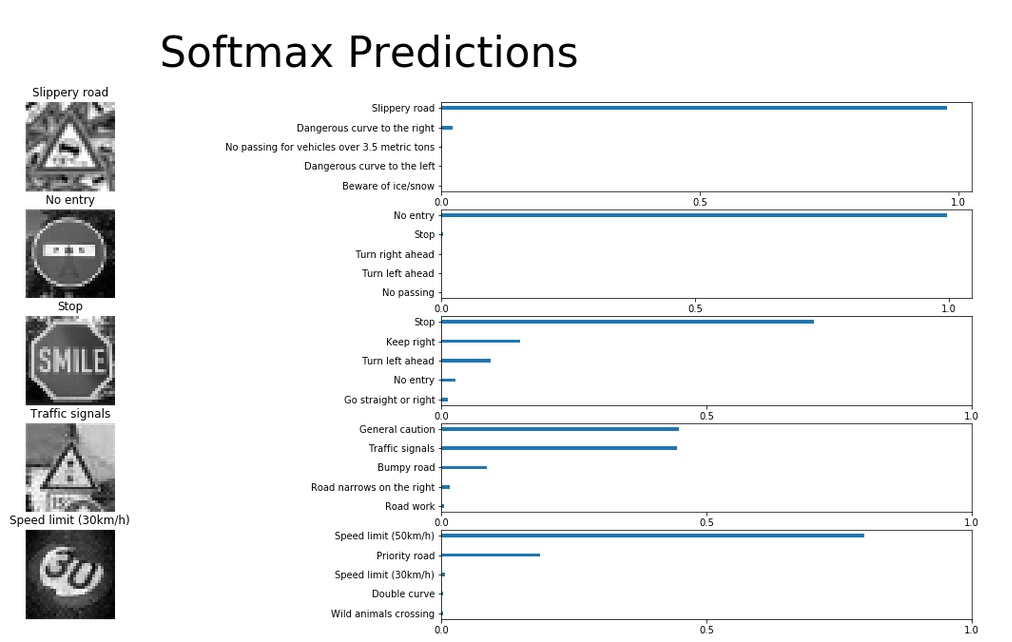 Softmax Predictions
Slippery road
Slippery road
Dangerous curve to the right
No passing for vehicles over 3.5 metric tons
Dangerous curve to the left
Beware of ice/snow
0.0 0.5 1.0
No entry
No entry
Stop
Turn right ahead
Turn left ahead
No passing
0.0 0.5 1.0
Stop
SMILE
Stop
Keep right
Turn left ahead
No entry
Go straight or right
0.0 0.5 1.0
Traffic signals
General caution
Traffic signals
Bumpy road
Road narrows on the right
Road work
0.0 0.5 1.0
Speed limit (30km/h)
30
Speed limit (50km/h)
Priority road
Speed limit (30km/h)
Double curve
Wild animals crossing
0.0 0.5 1.0